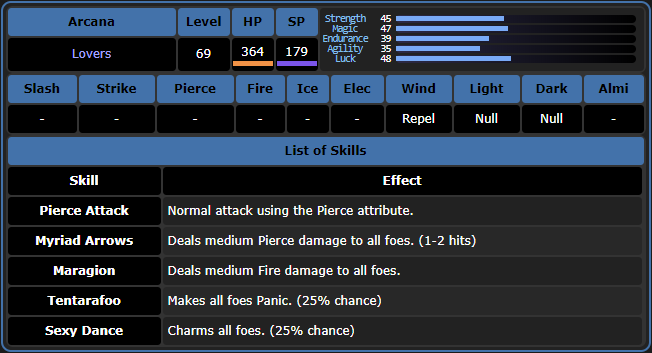 Arcana Level HP SP
Lovers 69 364 179
Strength 45
Magic 47
Endurance 39
Agility 35
Luck 48
Slash Strike Pierce Fire Ice Elec Wind Light Dark Almi
- - - - - - Repel Null Null -
List of Skills
Skill Effect
Pierce Attack Normal attack using the Pierce attribute.
Myriad Arrows Deals medium Pierce damage to all foes. (1-2 hits)
Maragion Deals medium Fire damage to all foes.
Tentarafoo Makes all foes Panic. (25% chance)
Sexy Dance Charms all foes. (25% chance)